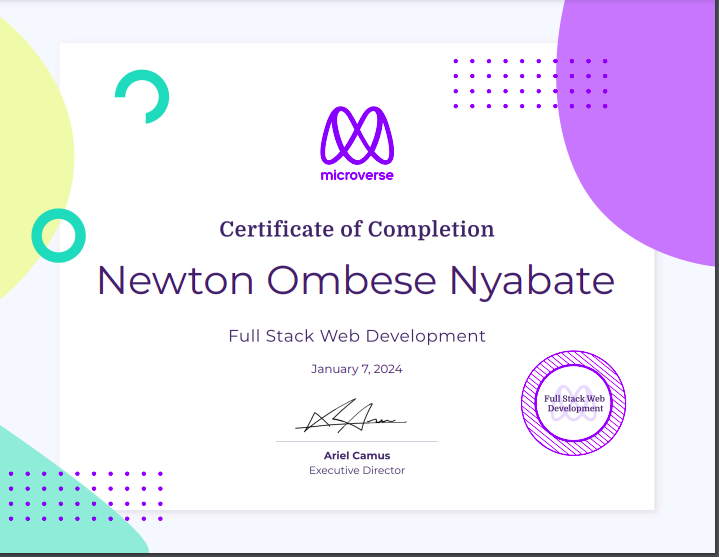 microverse
Certificate of Completion
Newton Ombese Nyabate
Full Stack Web Development
January 7, 2024
Full Stack Web
Development
Ariel Camus
Executive Director